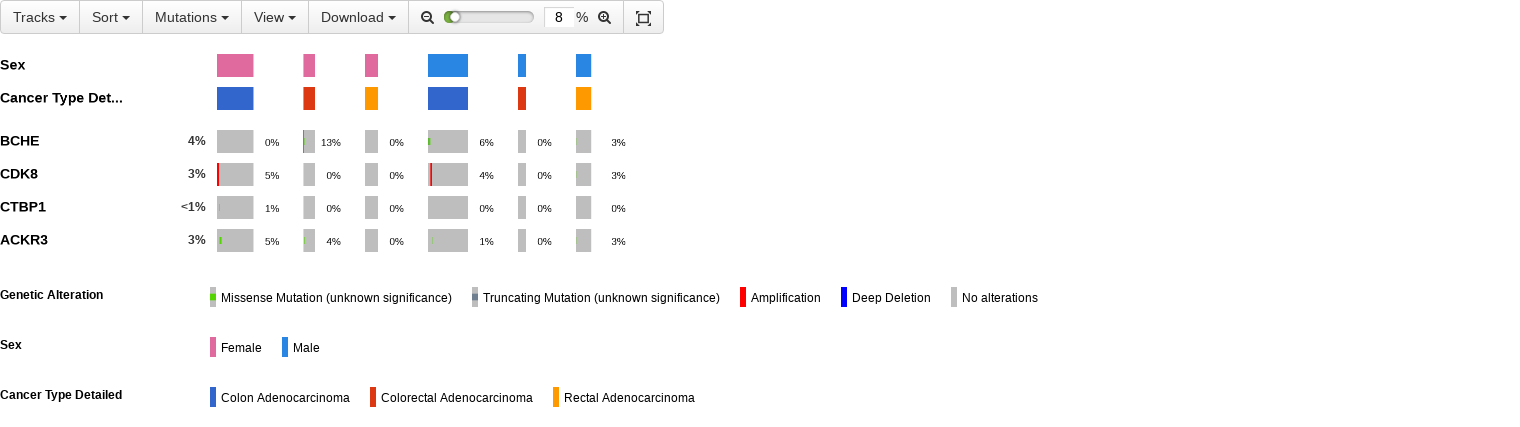 Tracks Sort Mutations View Download 8 %
Sex
Cancer Type Det...
BCHE 4% 0% 13% 0% 6% 0% 3%
CDK8 3% 5% 0% 0% 4% 0% 3%
CTBP1 <1% 1% 0% 0% 0% 0% 0%
ACKR3 3% 5% 4% 0% 1% 0% 3%
Genetic Alteration Missense Mutation (unknown significance) Truncating Mutation (unknown significance) Amplification Deep Deletion No alterations
Sex Female Male
Cancer Type Detailed Colon Adenocarcinoma Colorectal Adenocarcinoma Rectal Adenocarcinoma